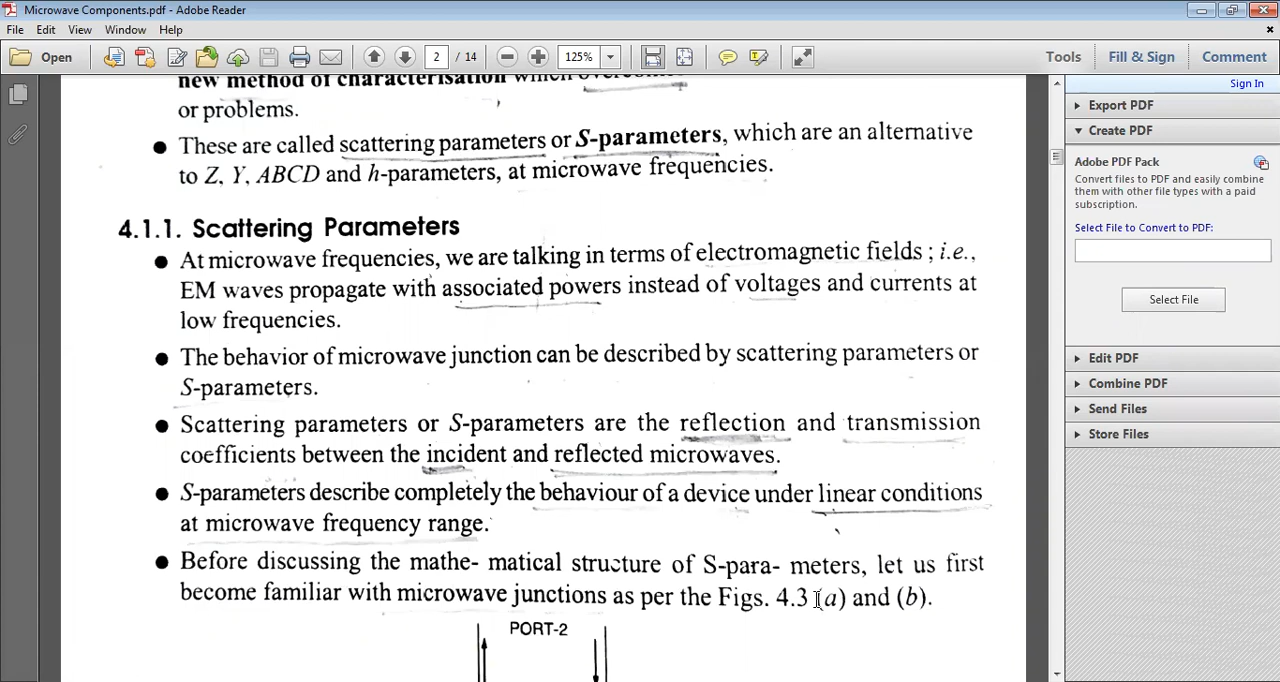 Microwave Components.pdf - Adobe Reader
File Edit View Window Help
Open 2 / 14 125% Tools Fill & Sign Comment
Sign In
Export PDF
Create PDF
Adobe PDF Pack
Convert files to PDF and easily combine
them with other file types with a paid
subscription.
Select File to Convert to PDF:
Select File
Edit PDF
Combine PDF
Send Files
Store Files
new method of characterisation which
or problems.
● These are called scattering parameters or S-parameters, which are an alternative
to Z, Y, ABCD and h-parameters, at microwave frequencies.
4.1.1. Scattering Parameters
● At microwave frequencies, we are talking in terms of electromagnetic fields ; i.e.,
EM waves propagate with associated powers instead of voltages and currents at
low frequencies.
● The behavior of microwave junction can be described by scattering parameters or
S-parameters.
● Scattering parameters or S-parameters are the reflection and transmission
coefficients between the incident and reflected microwaves.
● S-parameters describe completely the behaviour of a device under linear conditions
at microwave frequency range.
● Before discussing the mathe- matical structure of S-para- meters, let us first
become familiar with microwave junctions as per the Figs. 4.3 (a) and (b).
PORT-2